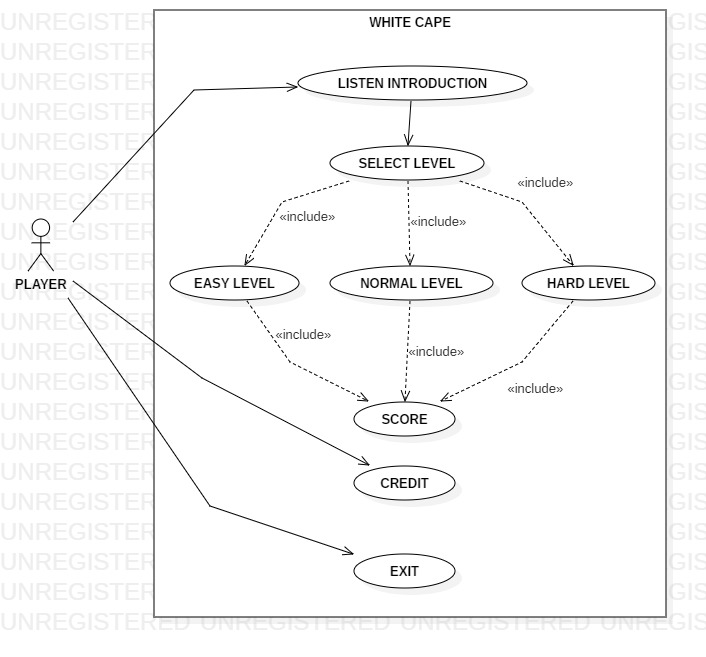 WHITE CAPE
LISTEN INTRODUCTION
SELECT LEVEL
«include»
«include»
«include»
PLAYER
EASY LEVEL
NORMAL LEVEL
HARD LEVEL
«include»
«include»
«include»
SCORE
CREDIT
EXIT
UNREGISTERED UNREGISTERED UNREGISTERED UNREGISTERED